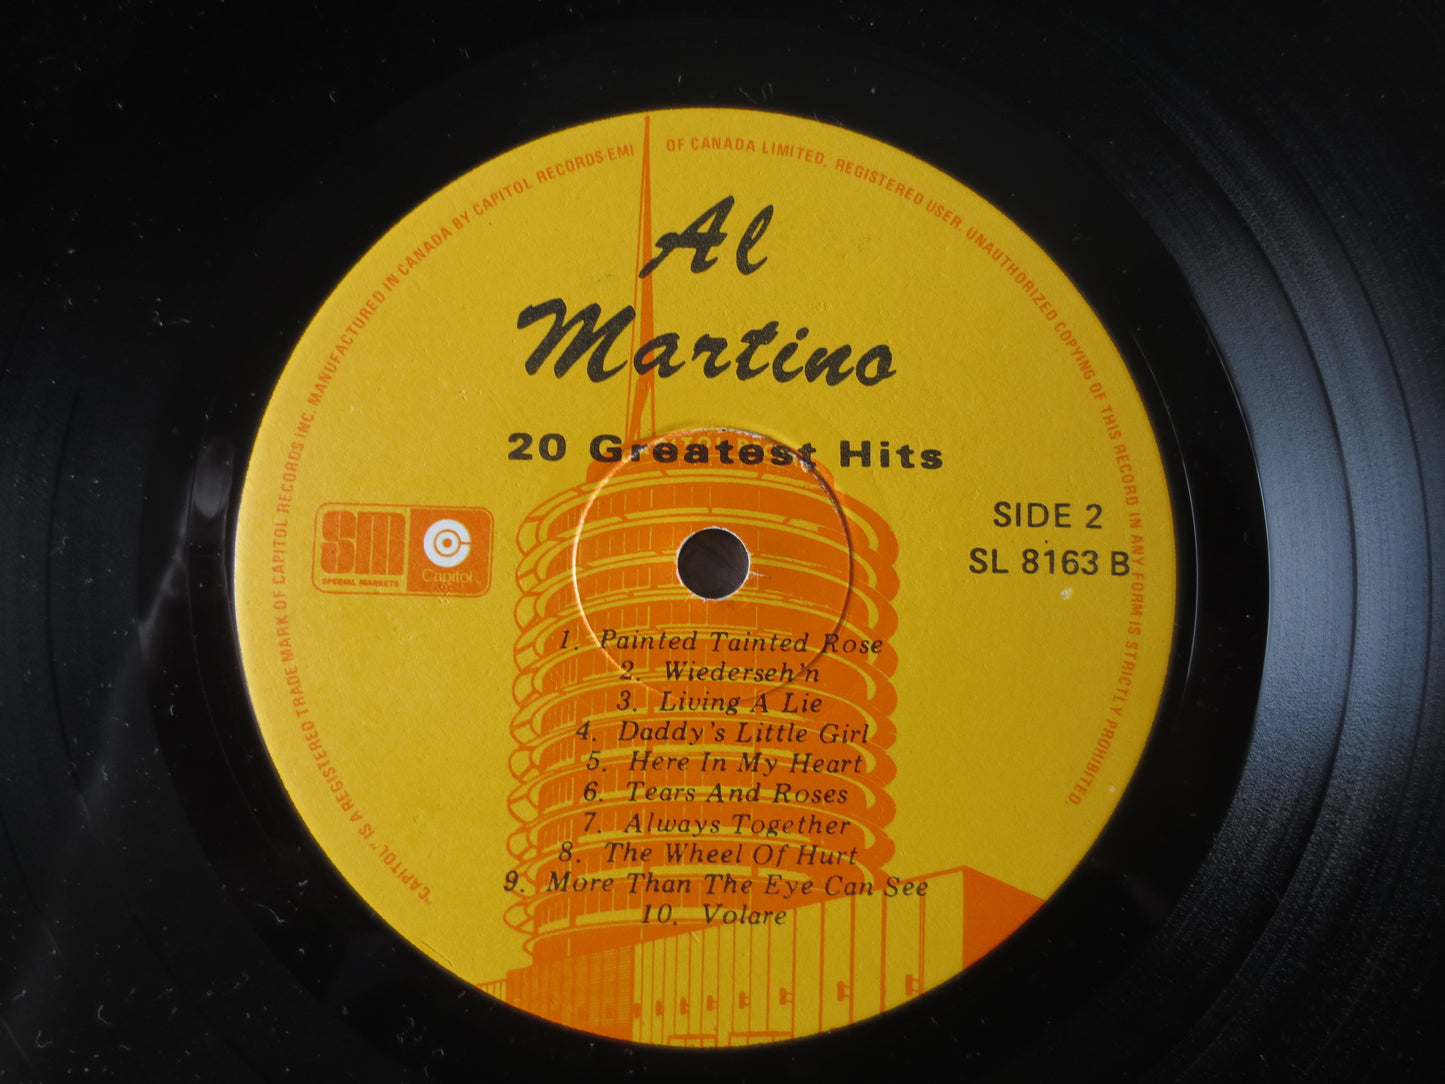 "CAPITOL" IS A REGISTERED TRADE MARK OF CAPITOL RECORDS INC. MANUFACTURED IN CANADA BY CAPITOL RECORDS-EMI OF CANADA LIMITED, REGISTERED USER. UNAUTHORIZED COPYING OF THIS RECORD IN ANY FORM IS STRICTLY PROHIBITED.
Al
Martino
20 Greatest Hits
SM
SPECIAL MARKETS
Capitol
SIDE 2
SL 8163 B
1. Painted Tainted Rose
2. Wiederseh'n
3. Living A Lie
4. Daddy's Little Girl
5. Here In My Heart
6. Tears And Roses
7. Always Together
8. The Wheel Of Hurt
9. More Than The Eye Can See
10. Volare